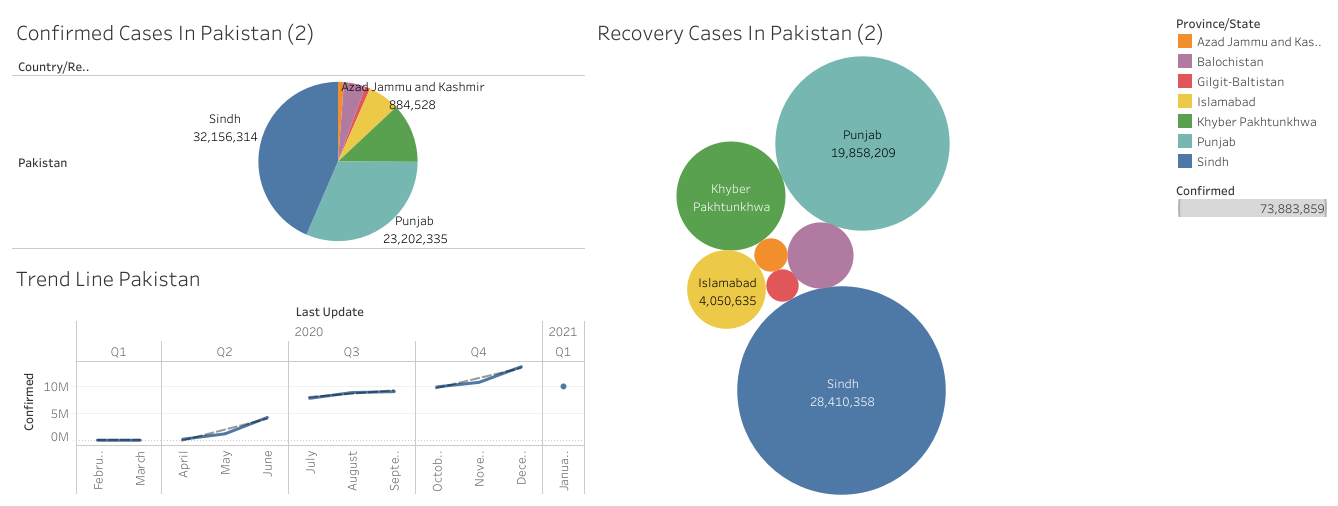 Confirmed Cases In Pakistan (2)
Country/Re..
Pakistan
Azad Jammu and Kashmir
884,528
Sindh
32,156,314
Punjab
23,202,335
Trend Line Pakistan
Last Update
2020
2021
Q1
Q2
Q3
Q4
Q1
Confirmed
10M
5M
0M
Febru..
March
April
May
June
July
August
Septe..
Octob..
Nove..
Dece..
Janua..
Recovery Cases In Pakistan (2)
Punjab
19,858,209
Khyber
Pakhtunkhwa
Islamabad
4,050,635
Sindh
28,410,358
Province/State
Azad Jammu and Kas..
Balochistan
Gilgit-Baltistan
Islamabad
Khyber Pakhtunkhwa
Punjab
Sindh
Confirmed
73,883,859